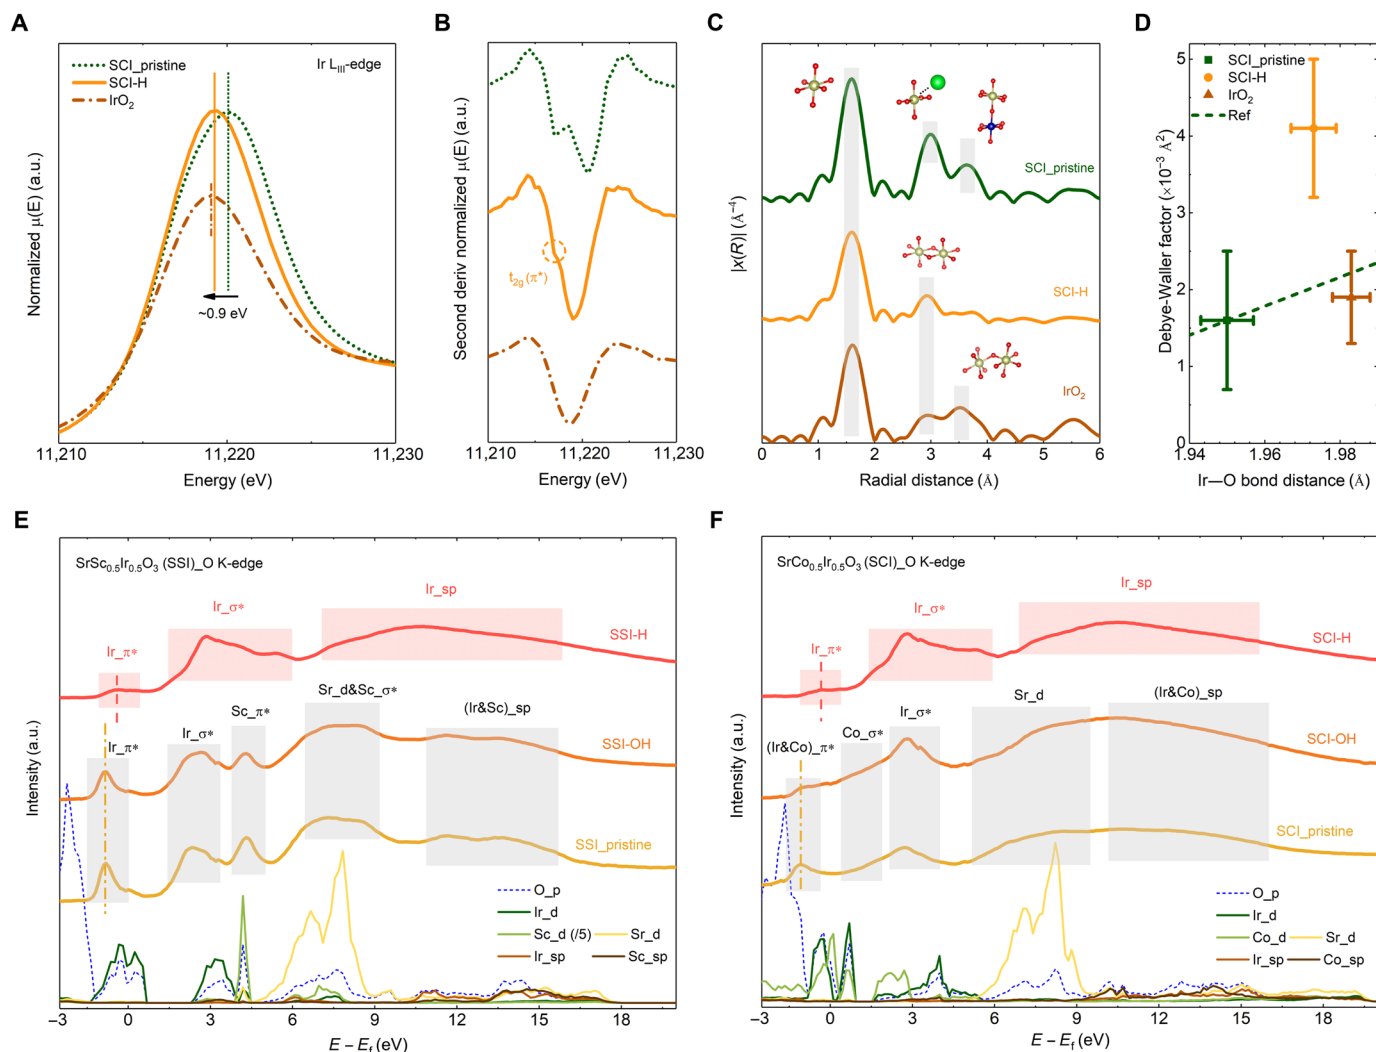 A
SCI_pristine
SCI-H
IrO2
Ir LIII-edge
~0.9 eV
Normalized μ(E) (a.u.)
11,210
11,220
11,230
Energy (eV)
B
t2g (π*)
Second deriv normalized μ(E) (a.u.)
11,210
11,220
11,230
Energy (eV)
C
SCI_pristine
SCI-H
IrO2
|χ(R)| (Å⁻⁴)
0
1
2
3
4
5
6
Radial distance (Å)
D
SCI_pristine
SCI-H
IrO2
Ref
Debye-Waller factor (×10⁻³ Å²)
5
4
3
2
1
0
1.94
1.96
1.98
Ir—O bond distance (Å)
E
SrSc0.5Ir0.5O3 (SSI)_O K-edge
Ir_sp
Ir_σ*
SSI-H
Ir_π*
Sr_d&Sc_σ*
(Ir&Sc)_sp
Sc_π*
Ir_σ*
SSI-OH
Ir_π*
SSI_pristine
O_p
Ir_d
Sc_d (/5)
Sr_d
Ir_sp
Sc_sp
Intensity (a.u.)
−3
0
3
6
9
12
15
18
E − Ef (eV)
F
SrCo0.5Ir0.5O3 (SCI)_O K-edge
Ir_sp
Ir_σ*
SCI-H
Ir_π*
Sr_d
(Ir&Co)_sp
Ir_σ*
Co_σ*
SCI-OH
(Ir&Co)_π*
SCI_pristine
O_p
Ir_d
Co_d
Sr_d
Ir_sp
Co_sp
Intensity (a.u.)
−3
0
3
6
9
12
15
18
E − Ef (eV)